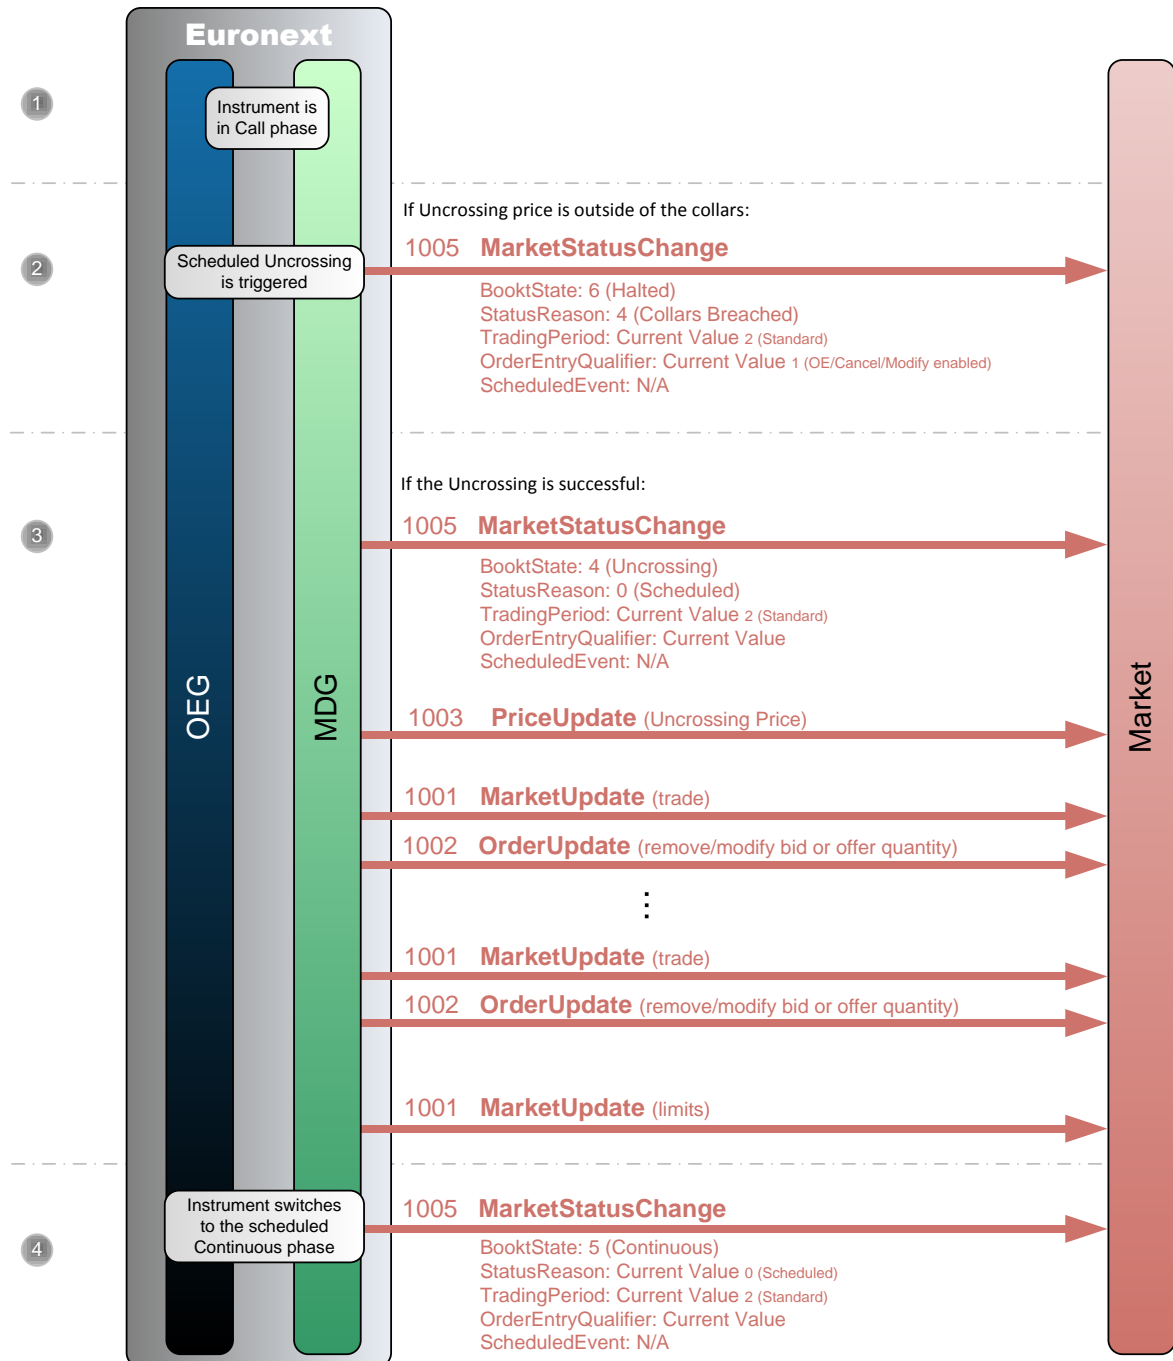 Euronext
1
Instrument is
in Call phase
If Uncrossing price is outside of the collars:
1005 MarketStatusChange
2
Scheduled Uncrossing
is triggered
BooktState: 6 (Halted)
StatusReason: 4 (Collars Breached)
TradingPeriod: Current Value 2 (Standard)
OrderEntryQualifier: Current Value 1 (OE/Cancel/Modify enabled)
ScheduledEvent: N/A
If the Uncrossing is successful:
3
1005 MarketStatusChange
BooktState: 4 (Uncrossing)
StatusReason: 0 (Scheduled)
TradingPeriod: Current Value 2 (Standard)
OrderEntryQualifier: Current Value
ScheduledEvent: N/A
OEG
MDG
Market
1003 PriceUpdate (Uncrossing Price)
1001 MarketUpdate (trade)
1002 OrderUpdate (remove/modify bid or offer quantity)
⋮
1001 MarketUpdate (trade)
1002 OrderUpdate (remove/modify bid or offer quantity)
1001 MarketUpdate (limits)
4
Instrument switches
to the scheduled
Continuous phase
1005 MarketStatusChange
BooktState: 5 (Continuous)
StatusReason: Current Value 0 (Scheduled)
TradingPeriod: Current Value 2 (Standard)
OrderEntryQualifier: Current Value
ScheduledEvent: N/A